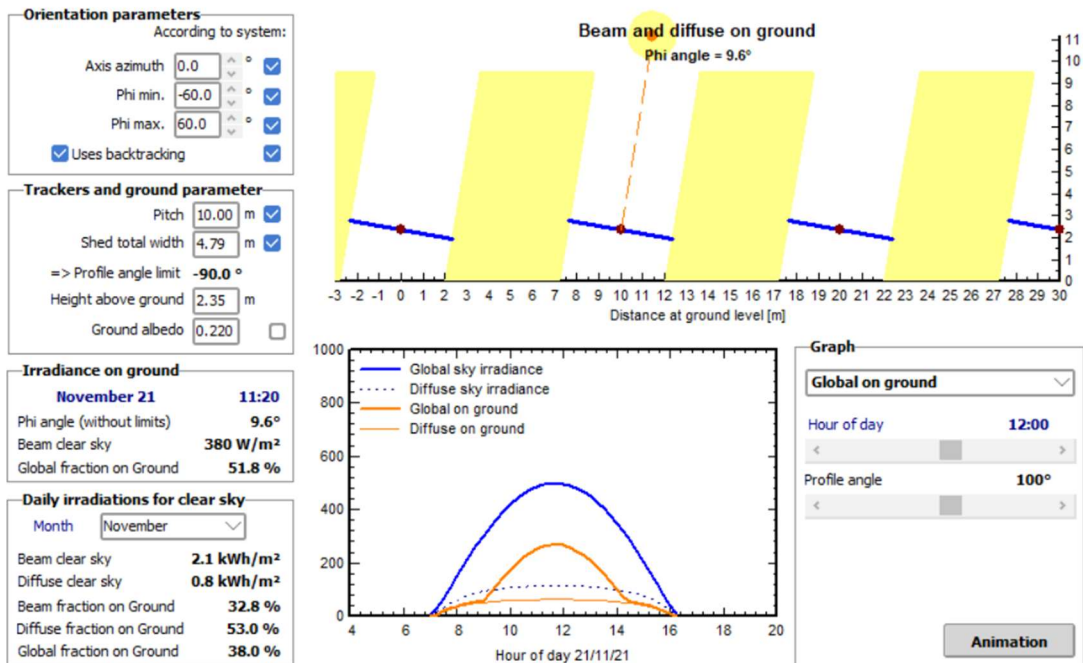 Orientation parameters
According to system:
Axis azimuth 0.0 °
Phi min. -60.0 °
Phi max. 60.0 °
Uses backtracking
Trackers and ground parameter
Pitch 10.00 m
Shed total width 4.79 m
=> Profile angle limit -90.0 °
Height above ground 2.35 m
Ground albedo 0.220
Irradiance on ground
November 21 11:20
Phi angle (without limits) 9.6°
Beam clear sky 380 W/m²
Global fraction on Ground 51.8 %
Daily irradiations for clear sky
Month November
Beam clear sky 2.1 kWh/m²
Diffuse clear sky 0.8 kWh/m²
Beam fraction on Ground 32.8 %
Diffuse fraction on Ground 53.0 %
Global fraction on Ground 38.0 %
Beam and diffuse on ground
Phi angle = 9.6°
11
10
9
8
7
6
5
4
3
2
1
0
-3 -2 -1 0 1 2 3 4 5 6 7 8 9 10 11 12 13 14 15 16 17 18 19 20 21 22 23 24 25 26 27 28 29 30
Distance at ground level [m]
1000
800
600
400
200
0
Global sky irradiance
Diffuse sky irradiance
Global on ground
Diffuse on ground
4 6 8 10 12 14 16 18 20
Hour of day 21/11/21
Graph
Global on ground
Hour of day 12:00
Profile angle 100°
Animation